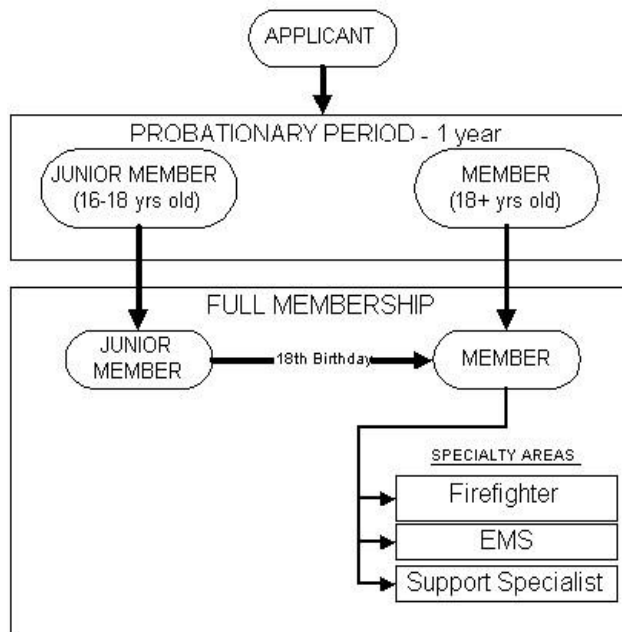 APPLICANT
PROBATIONARY PERIOD - 1 year
JUNIOR MEMBER
(16-18 yrs old)
MEMBER
(18+ yrs old)
FULL MEMBERSHIP
JUNIOR
MEMBER
18th Birthday
MEMBER
SPECIALTY AREAS
Firefighter
EMS
Support Specialist